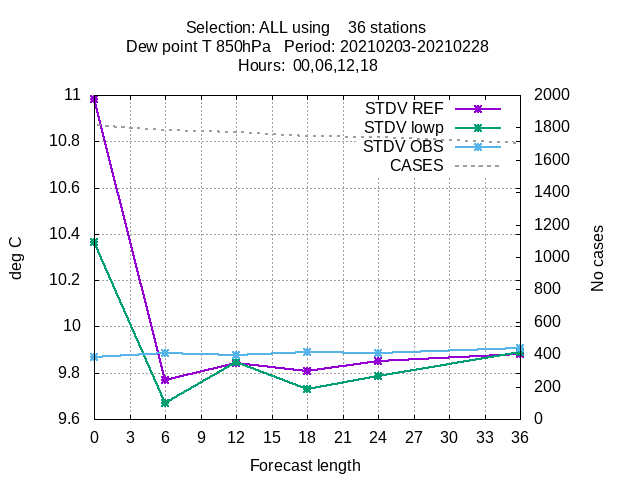 Selection: ALL using    36 stations
Dew point T 850hPa   Period: 20210203-20210228
Hours:  00,06,12,18
11
10.8
10.6
10.4
10.2
10
9.8
9.6
deg C
STDV REF
STDV lowp
STDV OBS
CASES
2000
1800
1600
1400
1200
1000
800
600
400
200
0
No cases
0 3 6 9 12 15 18 21 24 27 30 33 36
Forecast length